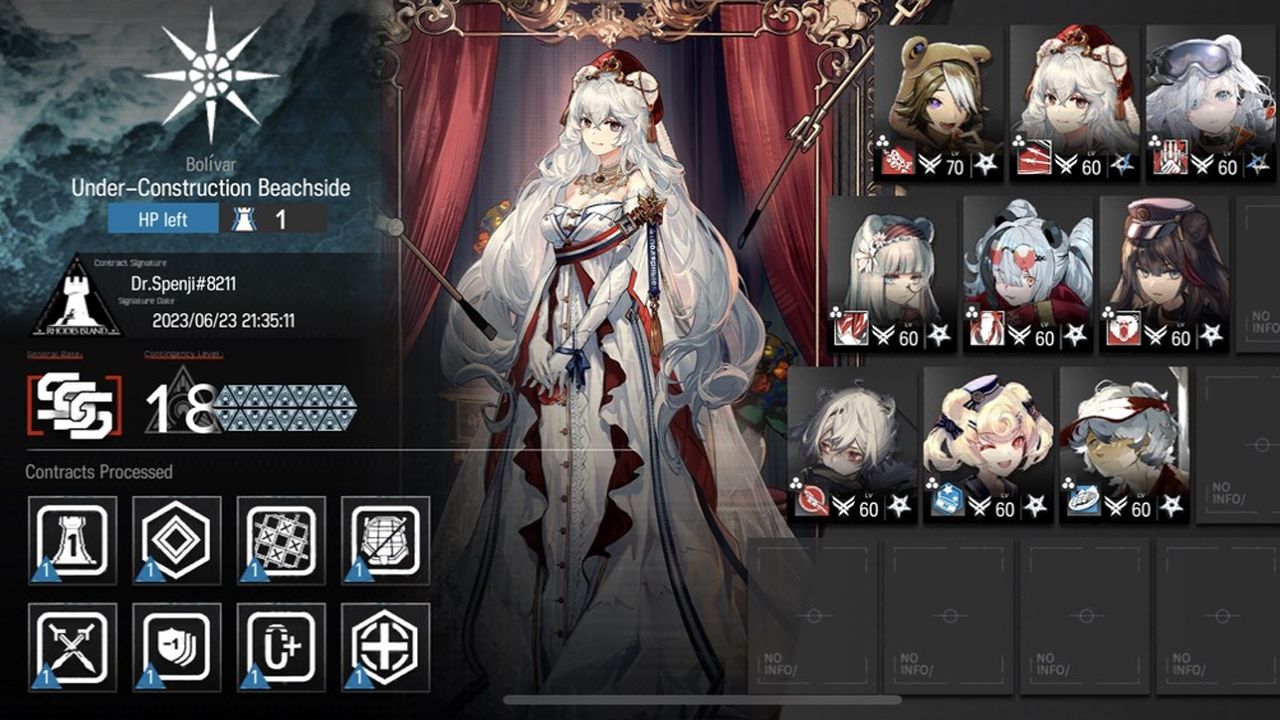 Bolívar
Under-Construction Beachside
HP left
1
Contract Signature
Dr.Spenji#8211
Signature Date
2023/06/23 21:35:11
RHODES ISLAND
General Rate:
Contingency Level:
18
Contracts Processed
1
1
1
1
1
1
-1
1
1
1
LV
70
LV
60
LV
60
LV
60
LV
60
LV
60
NO
INFO
LV
60
LV
60
LV
60
NO
INFO/
NO
INFO/
NO
INFO/
NO
INFO/
NO
INFO/